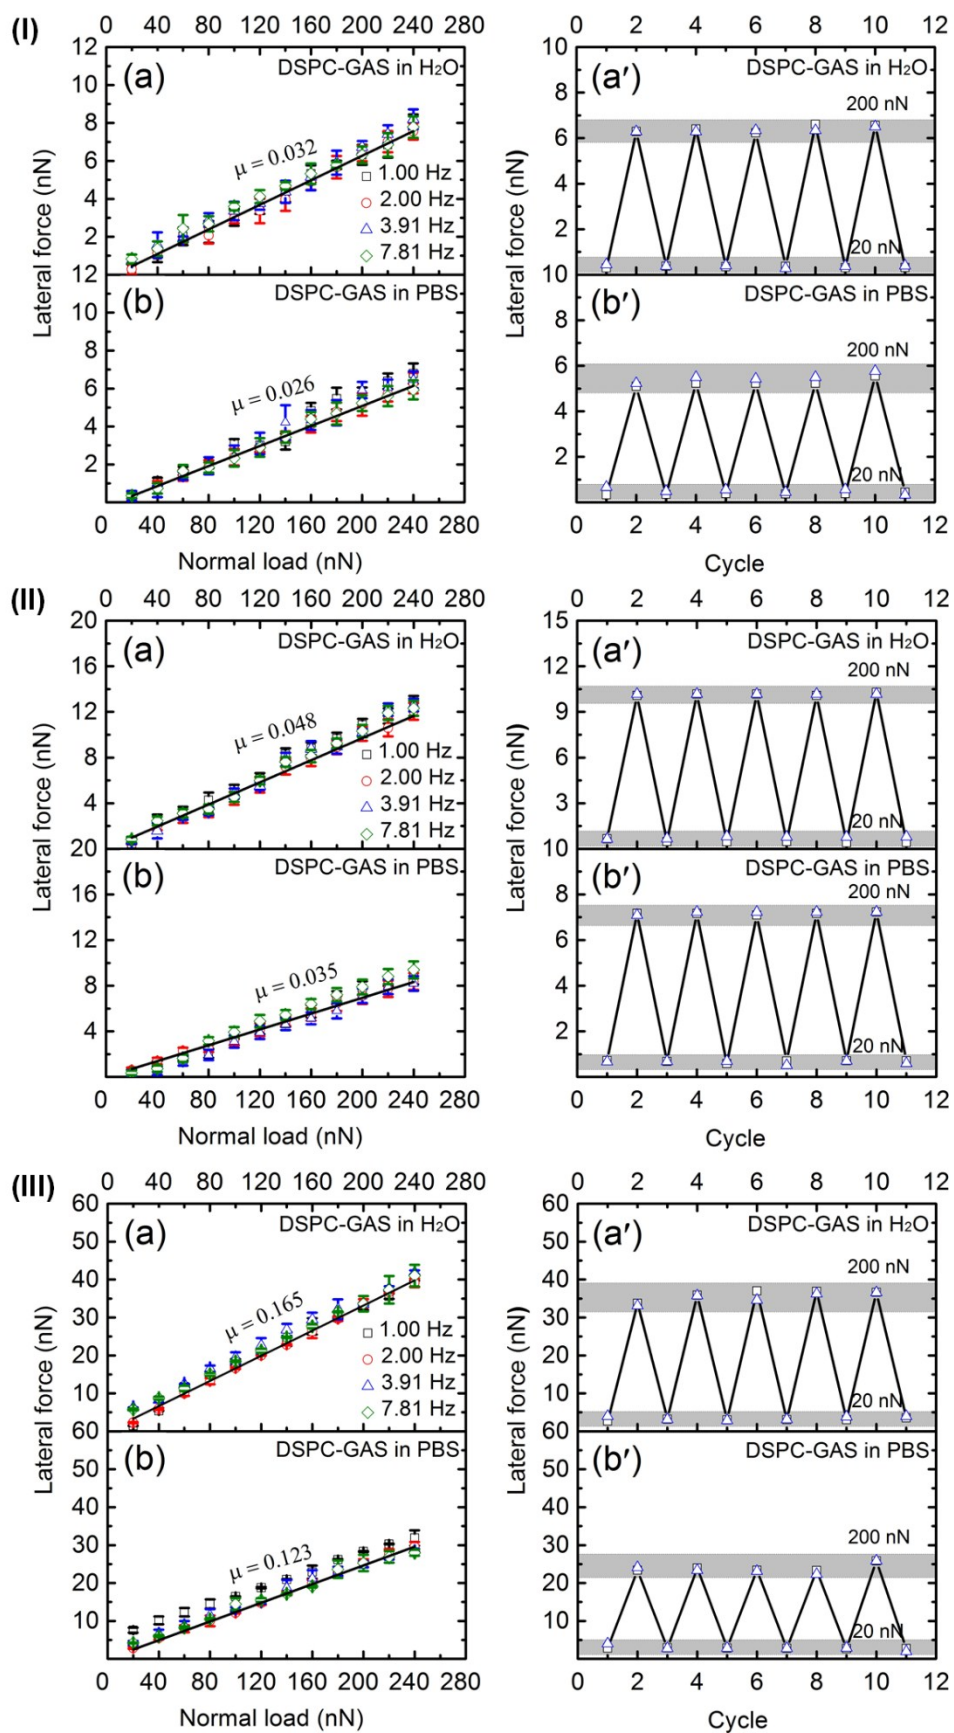 (I)
0 40 80 120 160 200 240 280
0 2 4 6 8 10 12
12
10
8
6
4
2
12
(a)
DSPC-GAS in H₂O
μ = 0.032
1.00 Hz
2.00 Hz
3.91 Hz
7.81 Hz
Lateral force (nN)
10
8
6
4
2
10
(a′)
DSPC-GAS in H₂O
200 nN
20 nN
Lateral force (nN)
10
8
6
4
2
(b)
DSPC-GAS in PBS
μ = 0.026
8
6
4
2
(b′)
DSPC-GAS in PBS
200 nN
20 nN
0 40 80 120 160 200 240 280
Normal load (nN)
0 2 4 6 8 10 12
Cycle
(II)
0 40 80 120 160 200 240 280
0 2 4 6 8 10 12
20
16
12
8
4
20
(a)
DSPC-GAS in H₂O
μ = 0.048
1.00 Hz
2.00 Hz
3.91 Hz
7.81 Hz
Lateral force (nN)
15
12
9
6
3
10
(a′)
DSPC-GAS in H₂O
200 nN
20 nN
Lateral force (nN)
16
12
8
4
(b)
DSPC-GAS in PBS
μ = 0.035
8
6
4
2
(b′)
DSPC-GAS in PBS
200 nN
20 nN
0 40 80 120 160 200 240 280
Normal load (nN)
0 2 4 6 8 10 12
Cycle
(III)
0 40 80 120 160 200 240 280
0 2 4 6 8 10 12
60
50
40
30
20
10
60
(a)
DSPC-GAS in H₂O
μ = 0.165
1.00 Hz
2.00 Hz
3.91 Hz
7.81 Hz
Lateral force (nN)
60
50
40
30
20
10
60
(a′)
DSPC-GAS in H₂O
200 nN
20 nN
Lateral force (nN)
50
40
30
20
10
(b)
DSPC-GAS in PBS
μ = 0.123
50
40
30
20
10
(b′)
DSPC-GAS in PBS
200 nN
20 nN
0 40 80 120 160 200 240 280
Normal load (nN)
0 2 4 6 8 10 12
Cycle